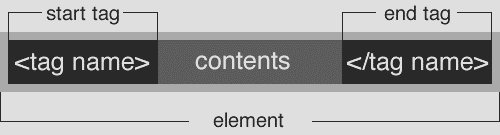 start tag end tag
<tag name> contents </tag name>
element